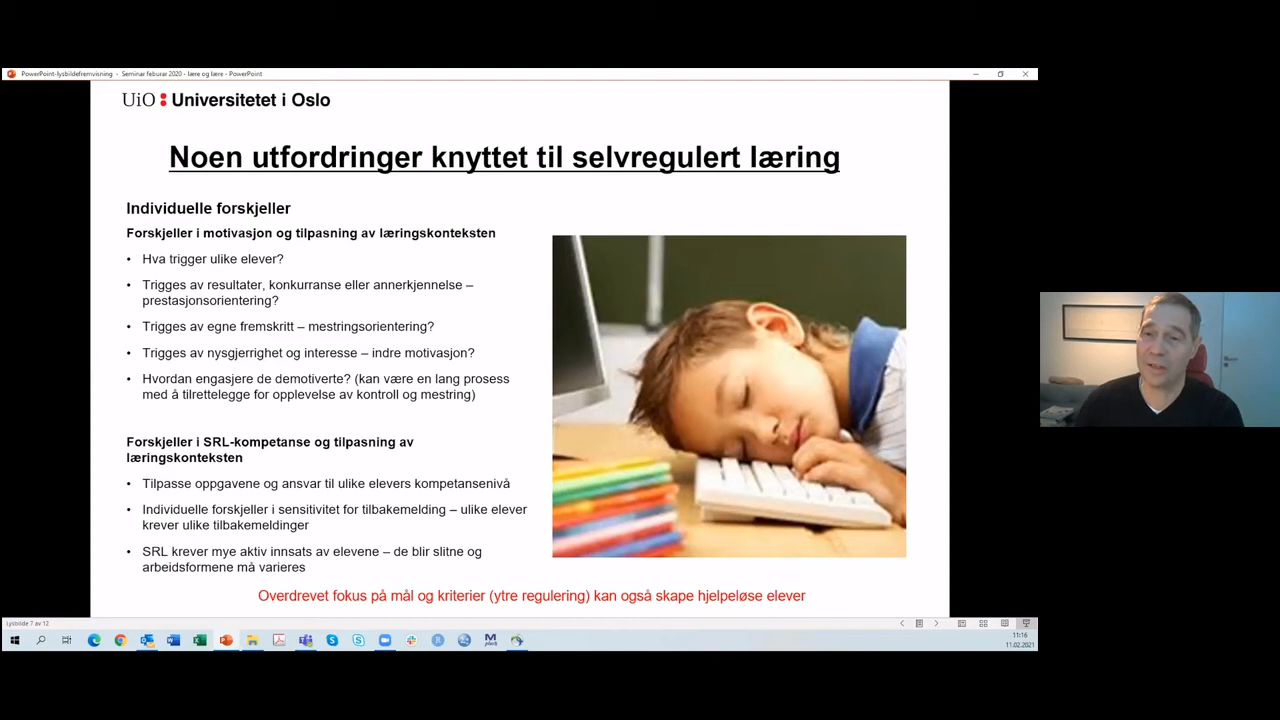 PowerPoint-lysbildefremvisning - Seminar feburar 2020 - lære og lære - PowerPoint
UiO Universitetet i Oslo
Noen utfordringer knyttet til selvregulert læring
Individuelle forskjeller
Forskjeller i motivasjon og tilpasning av læringskonteksten
• Hva trigger ulike elever?
• Trigges av resultater, konkurranse eller annerkjennelse –
prestasjonsorientering?
• Trigges av egne fremskritt – mestringsorientering?
• Trigges av nysgjerrighet og interesse – indre motivasjon?
• Hvordan engasjere de demotiverte? (kan være en lang prosess
med å tilrettelegge for opplevelse av kontroll og mestring)
Forskjeller i SRL-kompetanse og tilpasning av
læringskonteksten
• Tilpasse oppgavene og ansvar til ulike elevers kompetansenivå
• Individuelle forskjeller i sensitivitet for tilbakemelding – ulike elever
krever ulike tilbakemeldinger
• SRL krever mye aktiv innsats av elevene – de blir slitne og
arbeidsformene må varieres
Overdrevet fokus på mål og kriterier (ytre regulering) kan også skape hjelpeløse elever
Lysbilde 7 av 12
11:16
11.02.2021